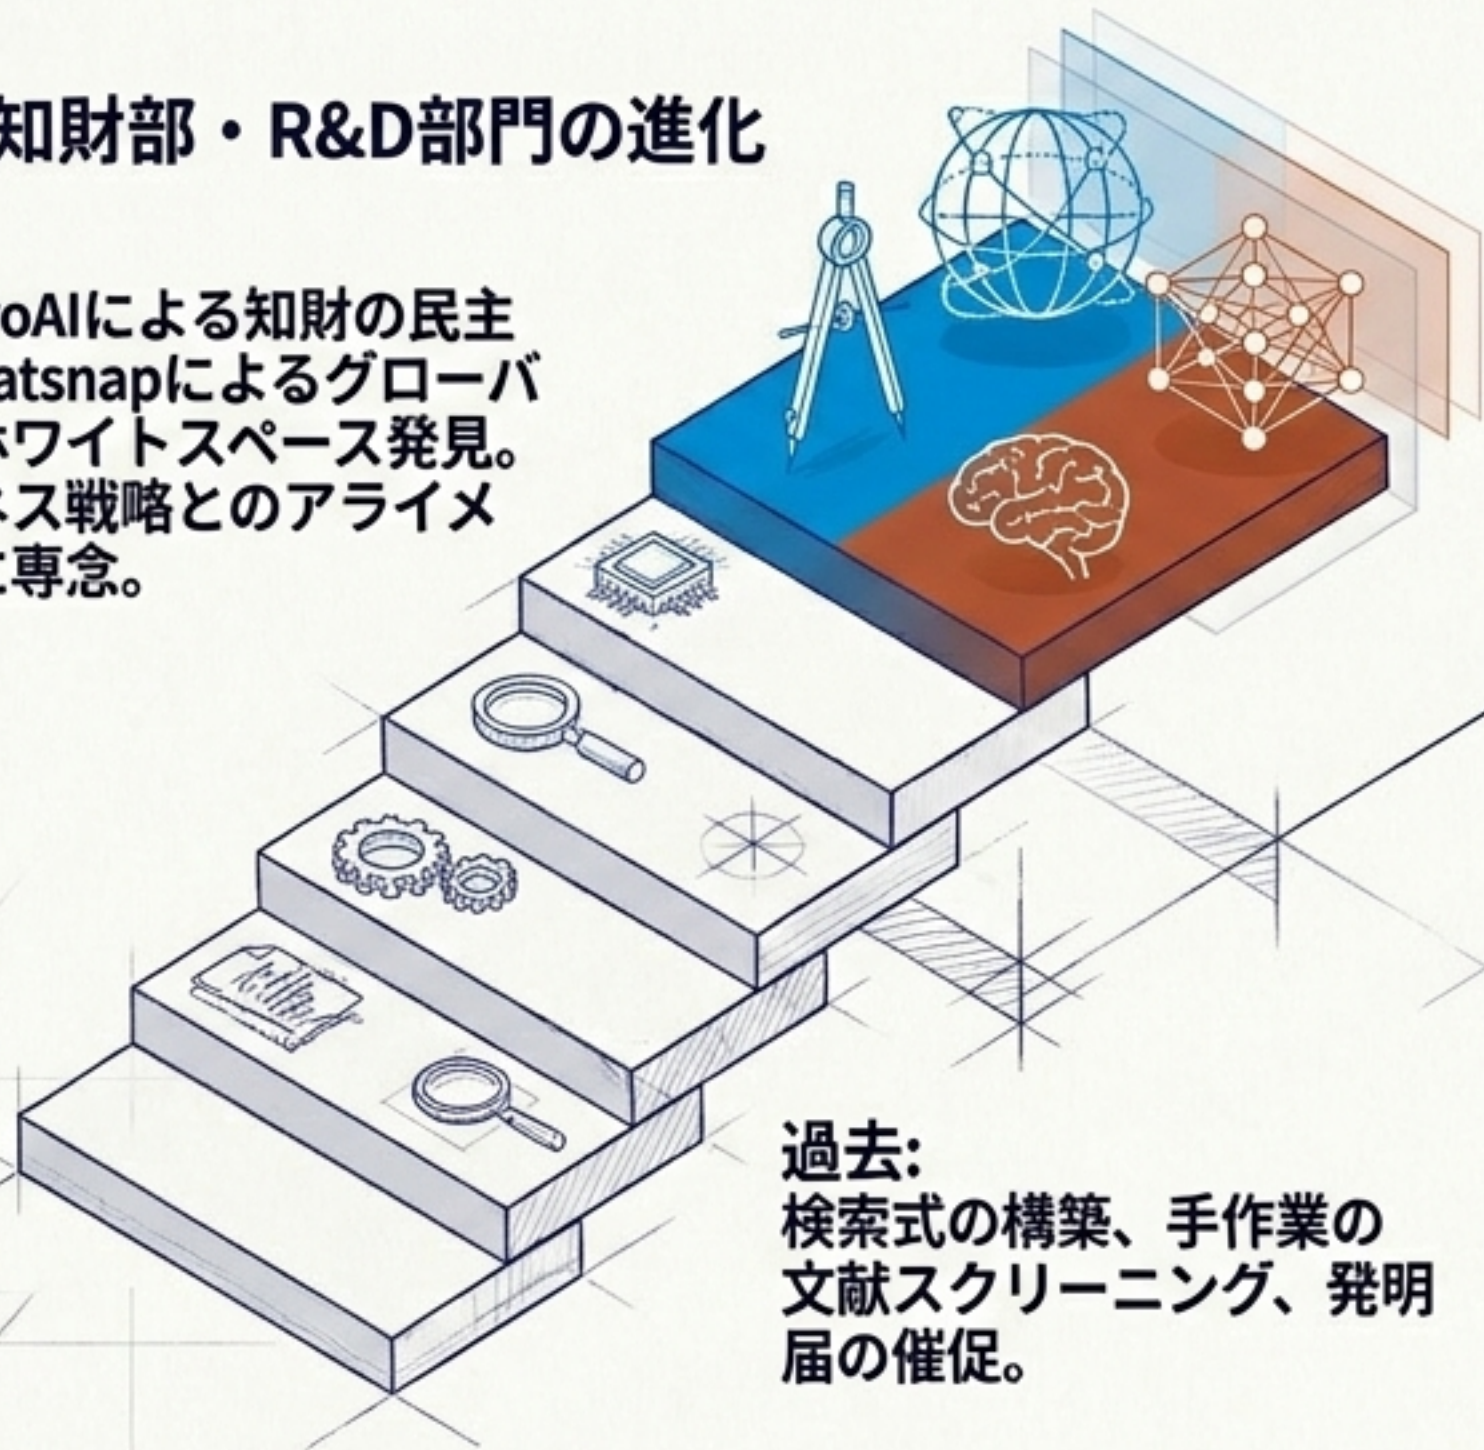 知財部・R&D部門の進化
oAIによる知財の民主
atsnapによるグローバ
ホワイトスペース発見。
ネス戦略とのアライメ
に専念。
過去:
検索式の構築、手作業の
文献スクリーニング、発明
届の催促。